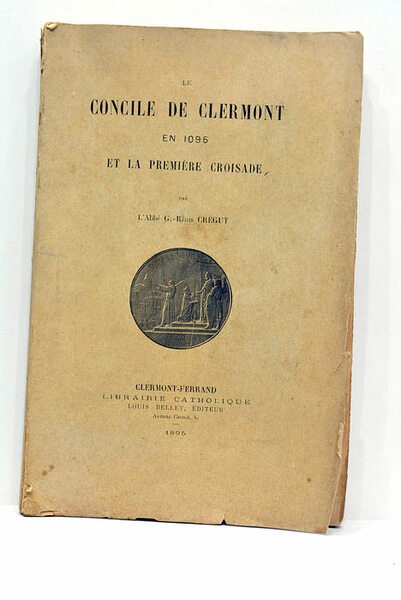 LE
CONCILE DE CLERMONT
EN 1095
ET LA PREMIÈRE CROISADE
PAR
L'Abbé G.-Régis CRÉGUT
CLERMONT-FERRAND
LIBRAIRIE CATHOLIQUE
LOUIS BELLET, ÉDITEUR
Avenue Carnot, 4.
1895